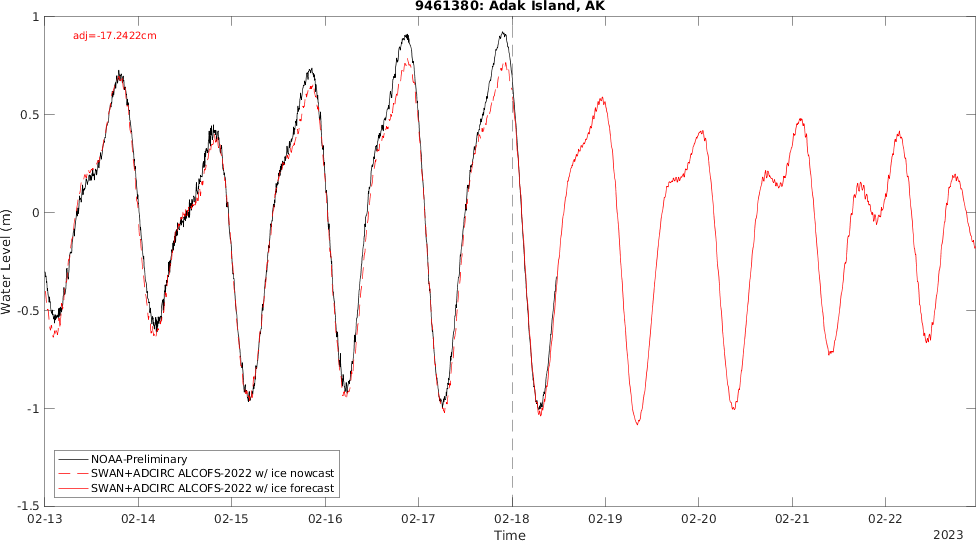 9461380: Adak Island, AK
adj=-17.2422cm
1
0.5
0
-0.5
-1
-1.5
Water Level (m)
NOAA-Preliminary
SWAN+ADCIRC ALCOFS-2022 w/ ice nowcast
SWAN+ADCIRC ALCOFS-2022 w/ ice forecast
02-13 02-14 02-15 02-16 02-17 02-18 02-19 02-20 02-21 02-22
Time
2023